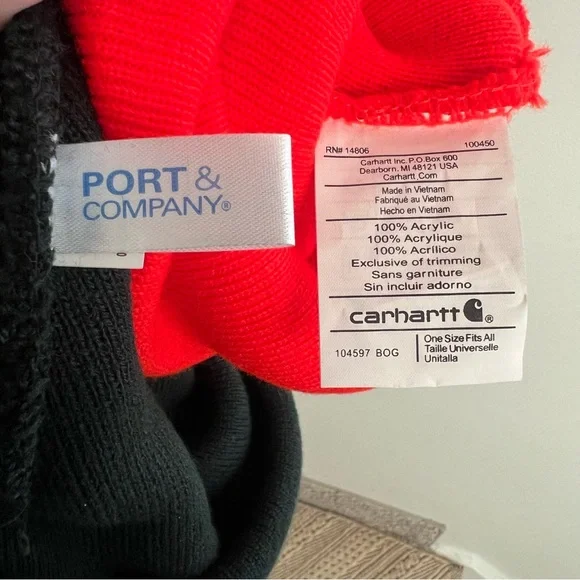 PORT &
COMPANY®
RN# 14806 100450
Carhartt Inc. P.O.Box 600
Dearborn, MI 48121 USA
Carhartt.Com
Made in Vietnam
Fabriqué au Vietnam
Hecho en Vietnam
100% Acrylic
100% Acrylique
100% Acrílico
Exclusive of trimming
Sans garniture
Sin incluir adorno
carhartt®
104597 BOG
One Size Fits All
Taille Universelle
Unitalla